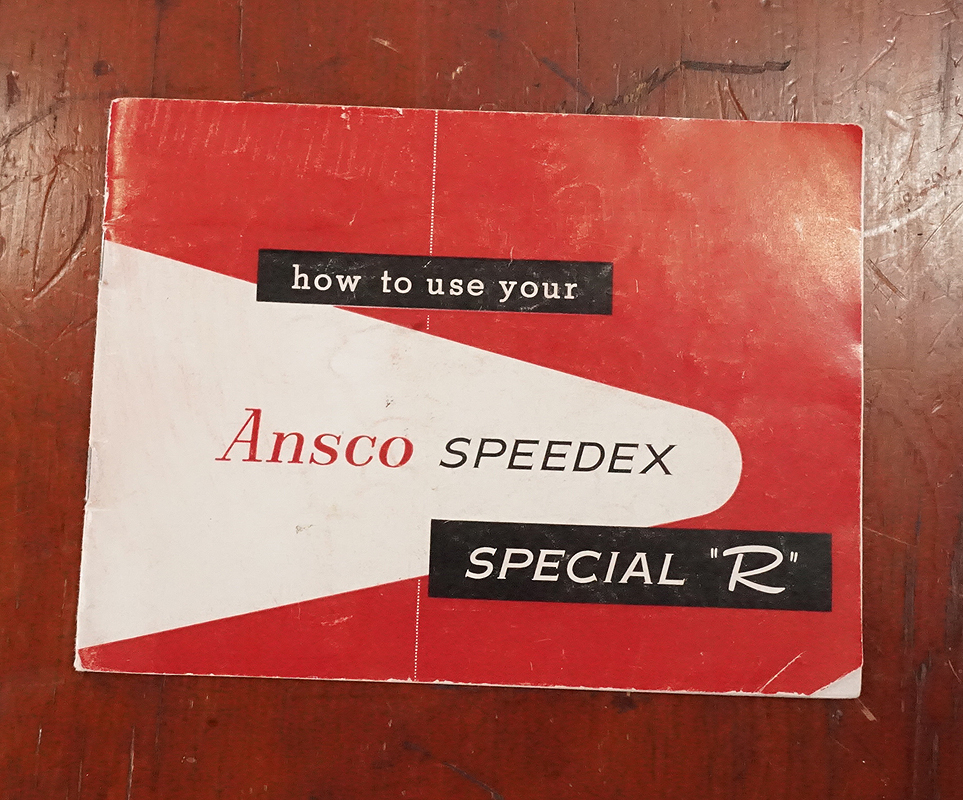 how to use your
Ansco SPEEDEX
SPECIAL "R"